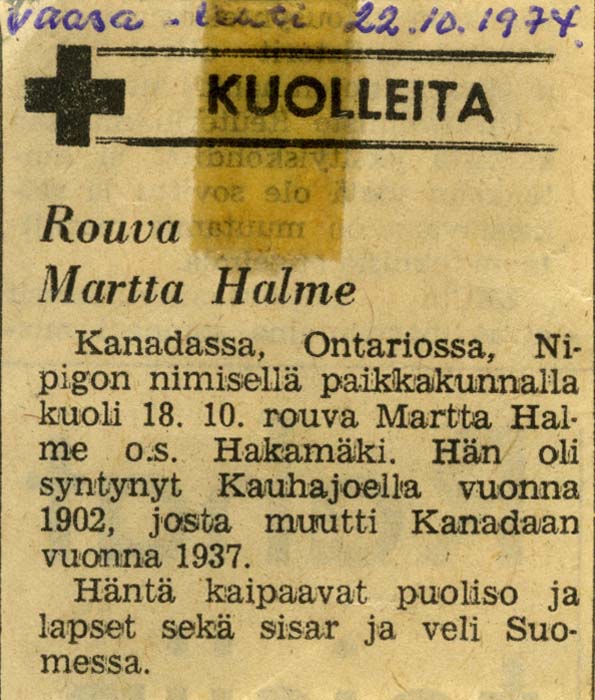 Vaasa-lehti 22.10.1974.
KUOLLEITA
Rouva
Martta Halme
Kanadassa, Ontariossa, Ni-
pigon nimisellä paikkakunnalla
kuoli 18. 10. rouva Martta Hal-
me o.s. Hakamäki. Hän oli
syntynyt Kauhajoella vuonna
1902, josta muutti Kanadaan
vuonna 1937.
Häntä kaipaavat puoliso ja
lapset sekä sisar ja veli Suo-
messa.